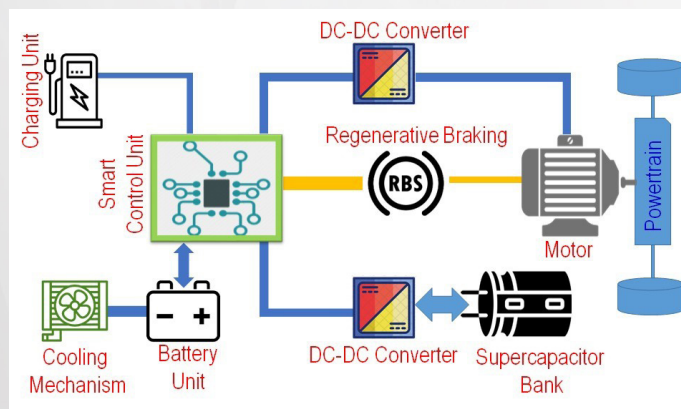 DC-DC Converter
Charging Unit
Regenerative Braking
Smart
Control Unit
RBS
Powertrain
Motor
Cooling
Mechanism
Battery
Unit
DC-DC Converter
Supercapacitor
Bank